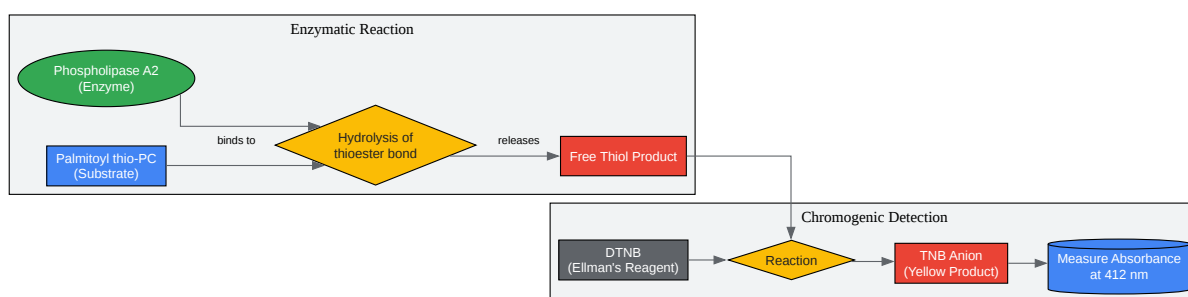 Enzymatic Reaction
Phospholipase A2
(Enzyme)
binds to
Hydrolysis of
thioester bond
releases
Free Thiol Product
Palmitoyl thio-PC
(Substrate)
Chromogenic Detection
DTNB
(Ellman's Reagent)
Reaction
TNB Anion
(Yellow Product)
Measure Absorbance
at 412 nm